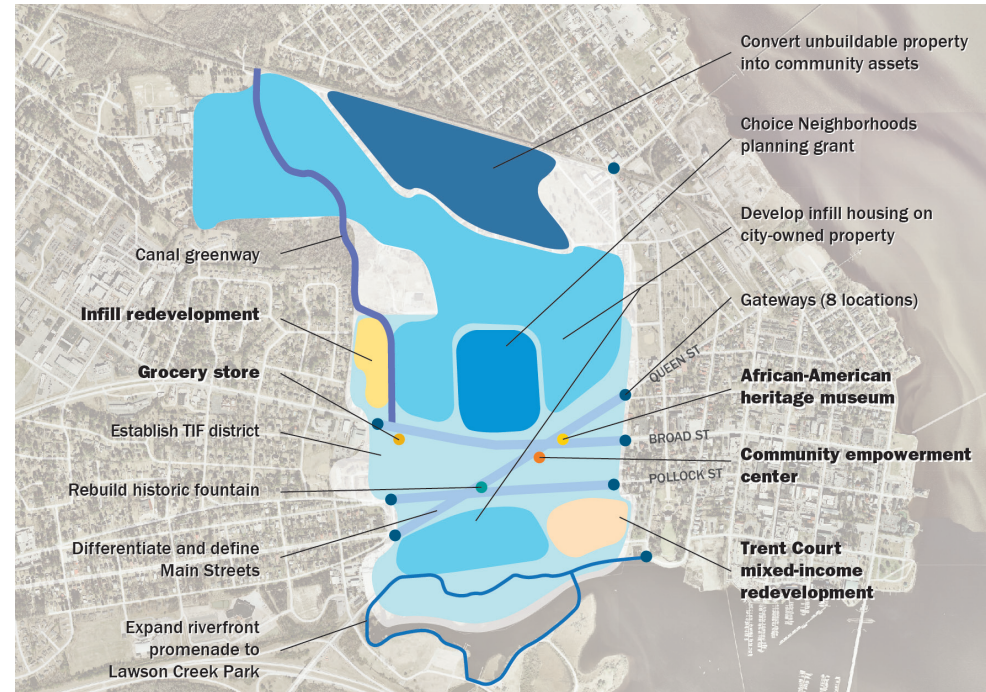 Convert unbuildable property
into community assets
Choice Neighborhoods
planning grant
Develop infill housing on
city-owned property
Gateways (8 locations)
QUEEN ST
African-American
heritage museum
BROAD ST
Community empowerment
center
POLLOCK ST
Trent Court
mixed-income
redevelopment
Canal greenway
Infill redevelopment
Grocery store
Establish TIF district
Rebuild historic fountain
Differentiate and define
Main Streets
Expand riverfront
promenade to
Lawson Creek Park